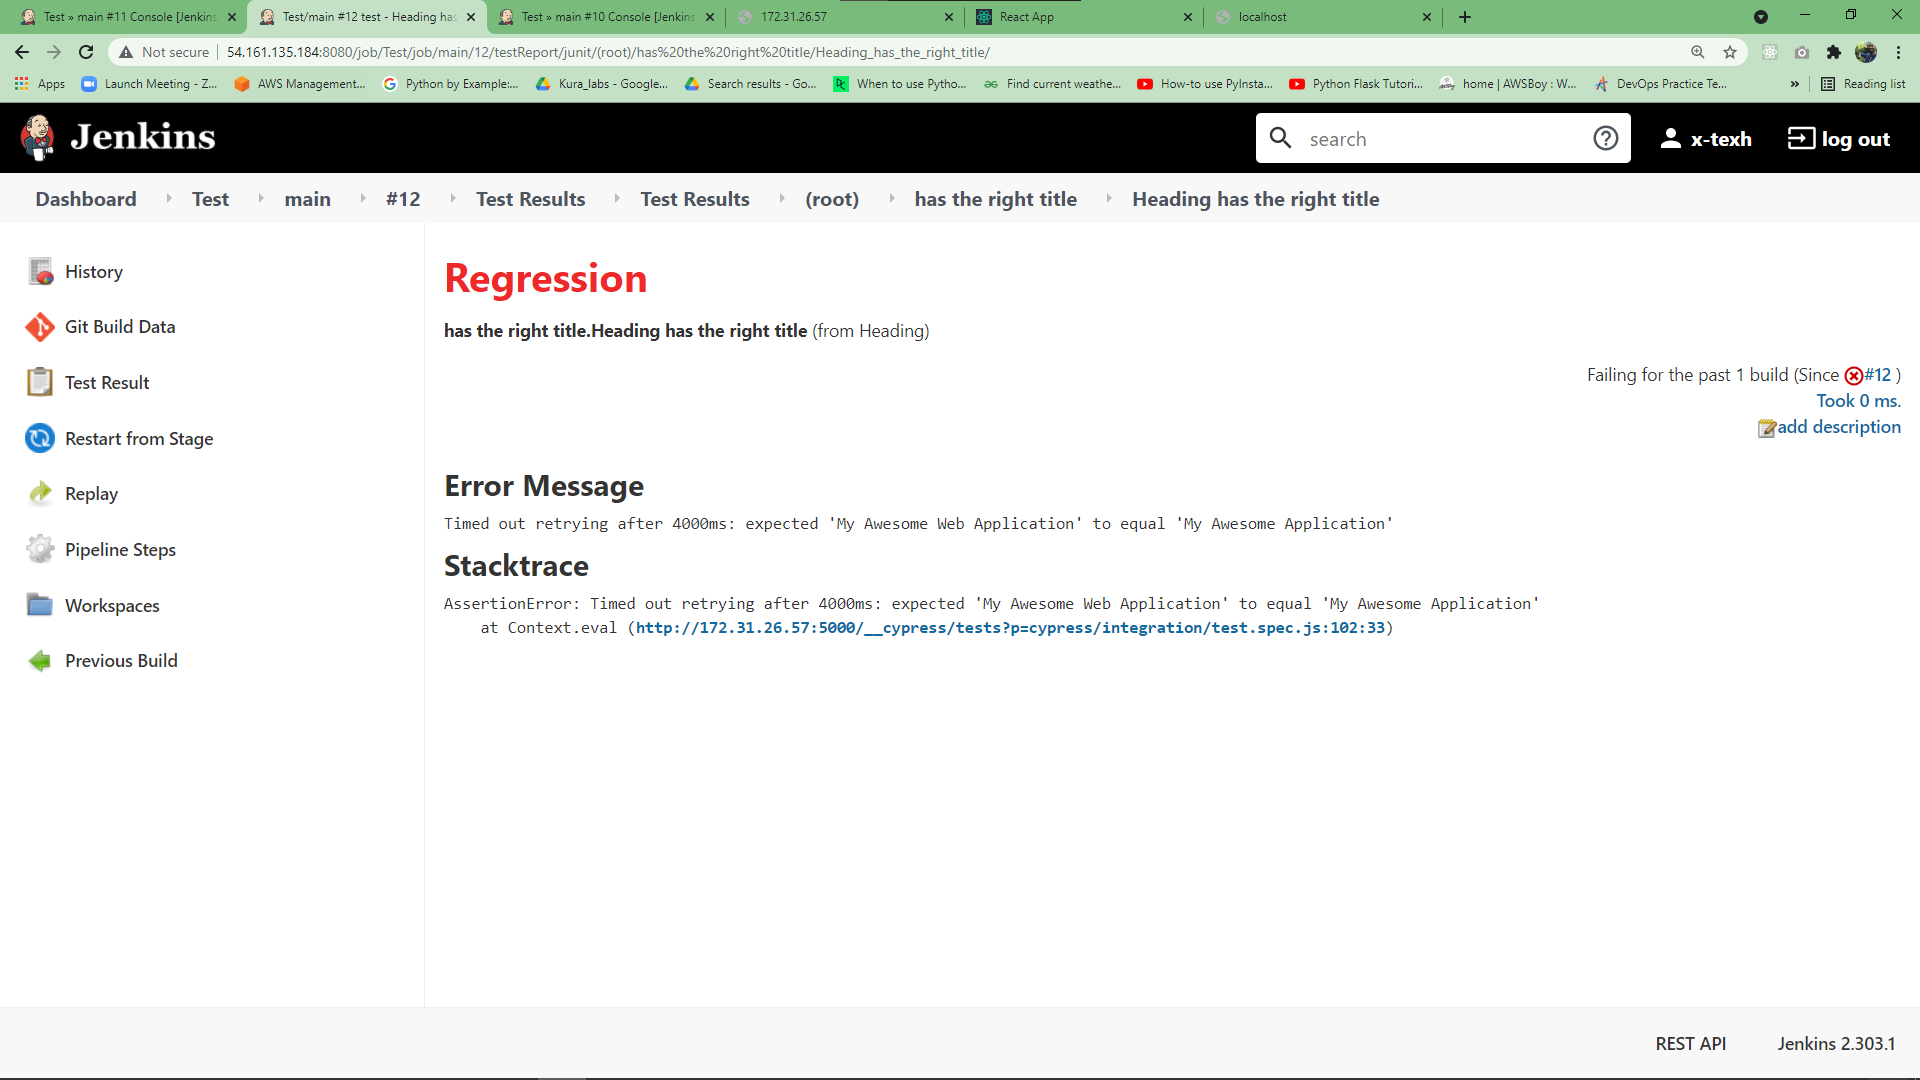 Test » main #11 Console [Jenkins
Test/main #12 test - Heading has
Test » main #10 Console [Jenkins
172.31.26.57
React App
localhost
Not secure
54.161.135.184:8080/job/Test/job/main/12/testReport/junit/(root)/has%20the%20right%20title/Heading_has_the_right_title/
Apps
Launch Meeting - Z...
AWS Management...
Python by Example:...
Kura_labs - Google...
Search results - Go...
When to use Pytho...
Find current weathe...
How-to use PyInsta...
Python Flask Tutori...
home | AWSBoy : W...
DevOps Practice Te...
»
Reading list
Jenkins
search
x-texh
log out
Dashboard
Test
main
#12
Test Results
Test Results
(root)
has the right title
Heading has the right title
History
Git Build Data
Test Result
Restart from Stage
Replay
Pipeline Steps
Workspaces
Previous Build
Regression
has the right title.Heading has the right title (from Heading)
Failing for the past 1 build (Since #12 )
Took 0 ms.
add description
Error Message
Timed out retrying after 4000ms: expected 'My Awesome Web Application' to equal 'My Awesome Application'
Stacktrace
AssertionError: Timed out retrying after 4000ms: expected 'My Awesome Web Application' to equal 'My Awesome Application'
at Context.eval (http://172.31.26.57:5000/__cypress/tests?p=cypress/integration/test.spec.js:102:33)
REST API
Jenkins 2.303.1